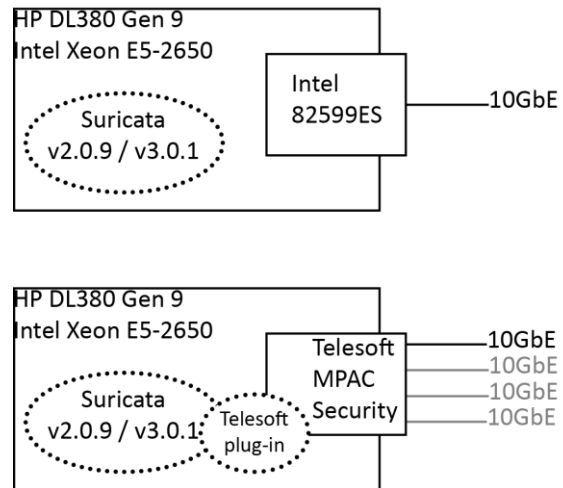 HP DL380 Gen 9
Intel Xeon E5-2650
Intel
82599ES
10GbE
Suricata
v2.0.9 / v3.0.1
HP DL380 Gen 9
Intel Xeon E5-2650
Telesoft
MPAC
Security
10GbE
10GbE
10GbE
10GbE
Suricata
v2.0.9 / v3.0.1
Telesoft
plug-in